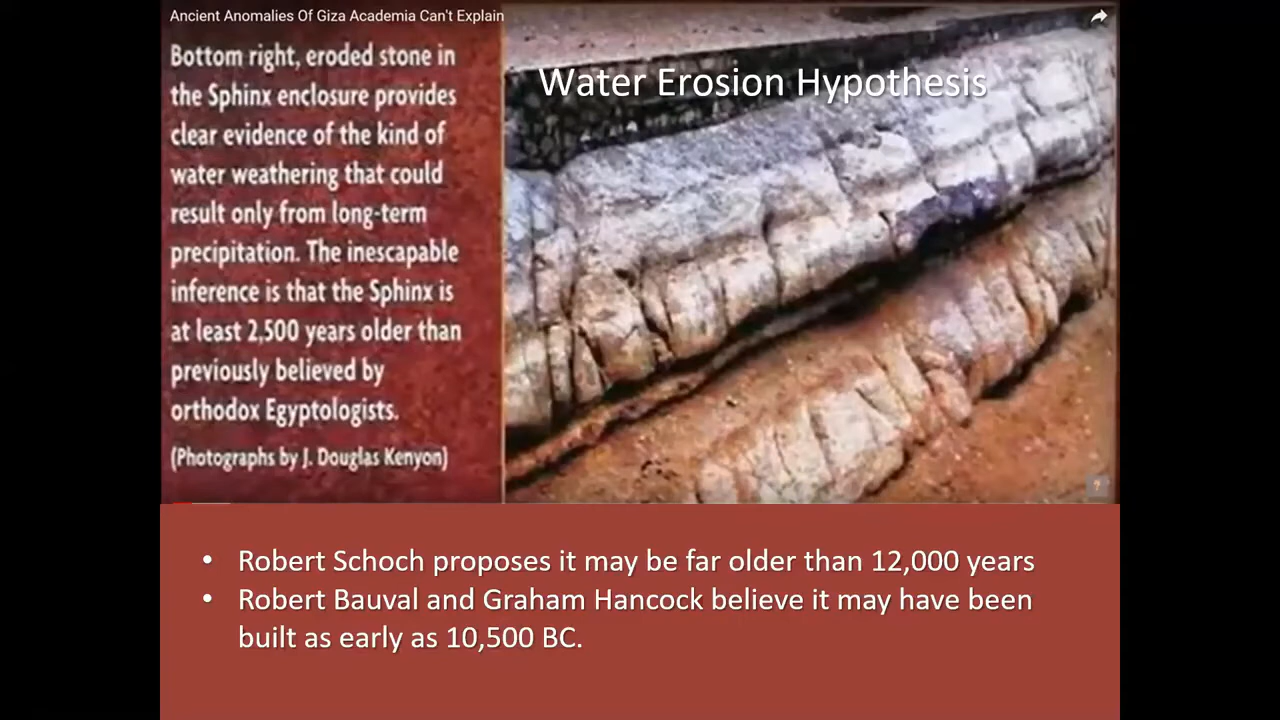 Ancient Anomalies Of Giza Academia Can't Explain
Bottom right, eroded stone in
the Sphinx enclosure provides
clear evidence of the kind of
water weathering that could
result only from long-term
precipitation. The inescapable
inference is that the Sphinx is
at least 2,500 years older than
previously believed by
orthodox Egyptologists.
(Photographs by J. Douglas Kenyon)
Water Erosion Hypothesis
?
• Robert Schoch proposes it may be far older than 12,000 years
• Robert Bauval and Graham Hancock believe it may have been
built as early as 10,500 BC.